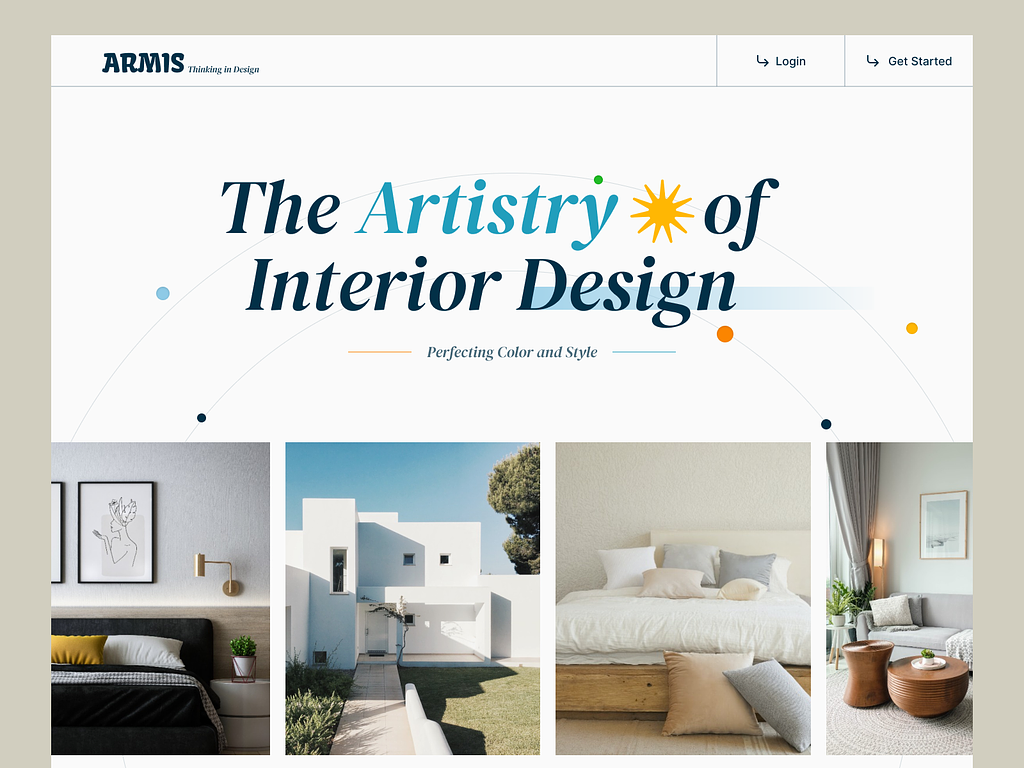 ARMIS Thinking in Design
Login
Get Started
The Artistry of
Interior Design
Perfecting Color and Style